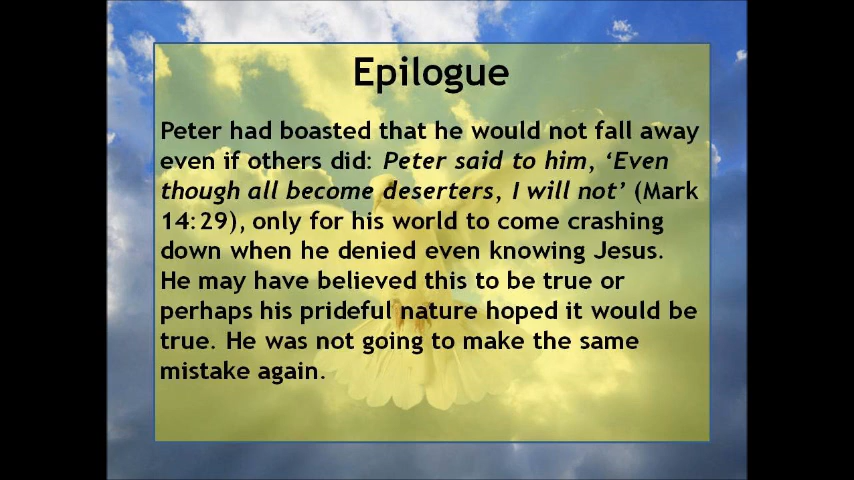 Epilogue
Peter had boasted that he would not fall away
even if others did: Peter said to him, ‘Even
though all become deserters, I will not’ (Mark
14:29), only for his world to come crashing
down when he denied even knowing Jesus.
He may have believed this to be true or
perhaps his prideful nature hoped it would be
true. He was not going to make the same
mistake again.